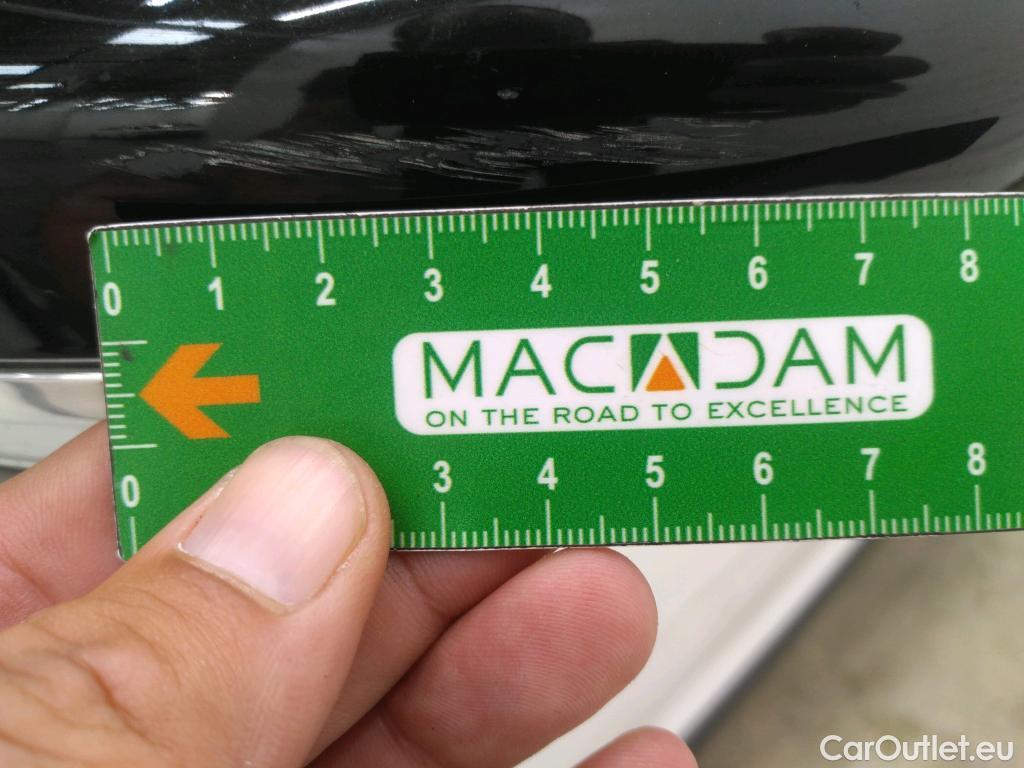 0 1 2 3 4 5 6 7 8
MACADAM
ON THE ROAD TO EXCELLENCE
0 3 4 5 6 7 8
CarOutlet.eu